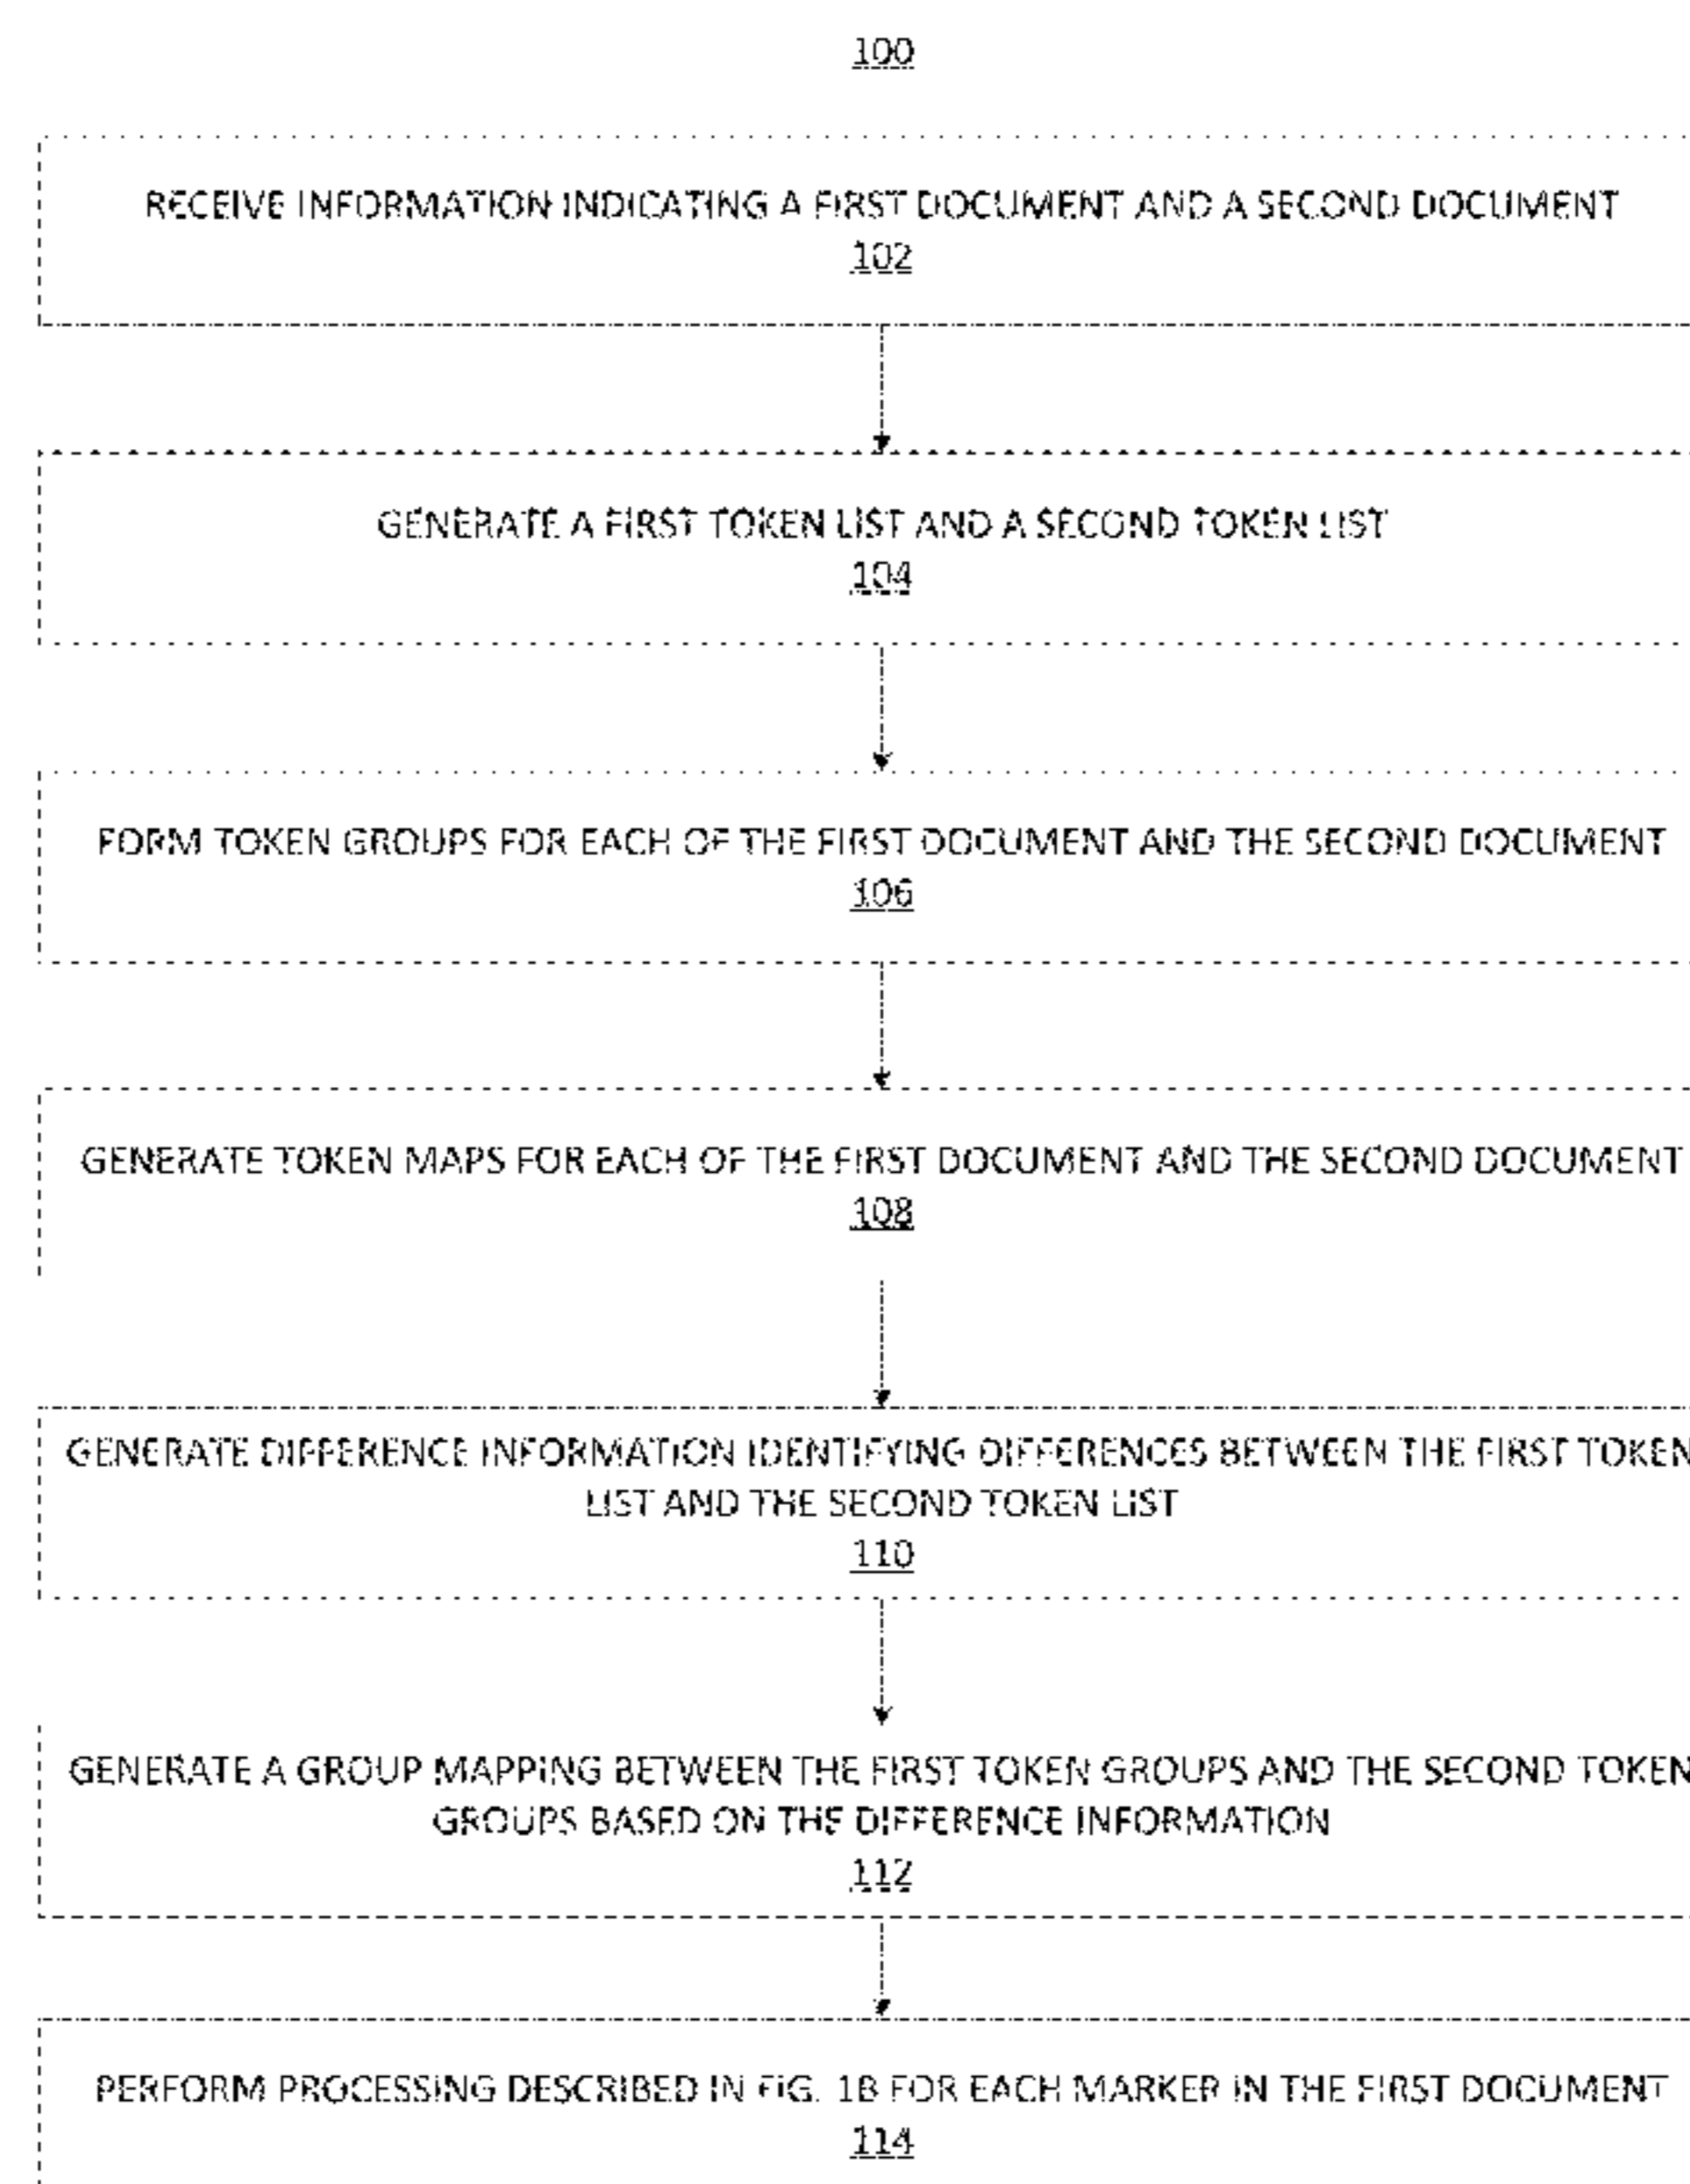 100
RECEIVE INFORMATION INDICATING A FIRST DOCUMENT AND A SECOND DOCUMENT
102
GENERATE A FIRST TOKEN LIST AND A SECOND TOKEN LIST
104
FORM TOKEN GROUPS FOR EACH OF THE FIRST DOCUMENT AND THE SECOND DOCUMENT
106
GENERATE TOKEN MAPS FOR EACH OF THE FIRST DOCUMENT AND THE SECOND DOCUMENT
108
GENERATE DIFFERENCE INFORMATION IDENTIFYING DIFFERENCES BETWEEN THE FIRST TOKEN
LIST AND THE SECOND TOKEN LIST
110
GENERATE A GROUP MAPPING BETWEEN THE FIRST TOKEN GROUPS AND THE SECOND TOKEN
GROUPS BASED ON THE DIFFERENCE INFORMATION
112
PERFORM PROCESSING DESCRIBED IN FIG. 1B FOR EACH MARKER IN THE FIRST DOCUMENT
114